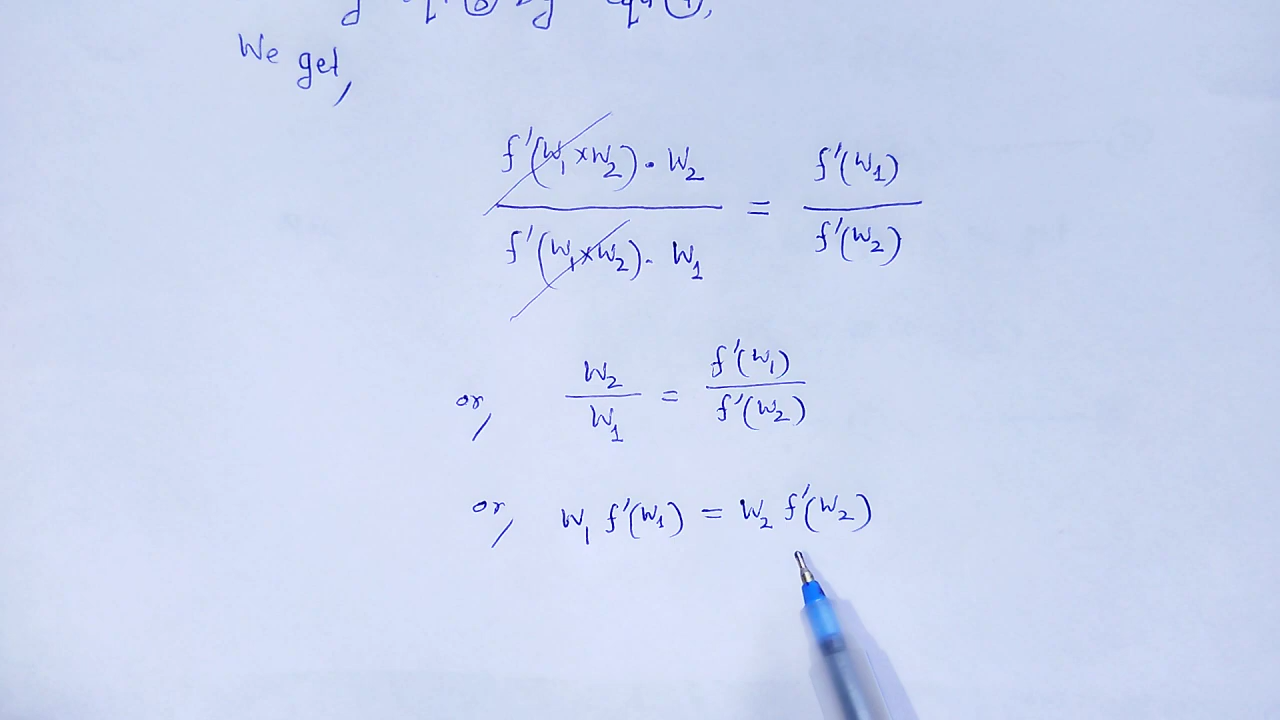 We get,
f'(W₁×W₂)·W₂ / f'(W₁×W₂)·W₁ = f'(W₁) / f'(W₂)
or, W₂ / W₁ = f'(W₁) / f'(W₂)
or, W₁ f'(W₁) = W₂ f'(W₂)